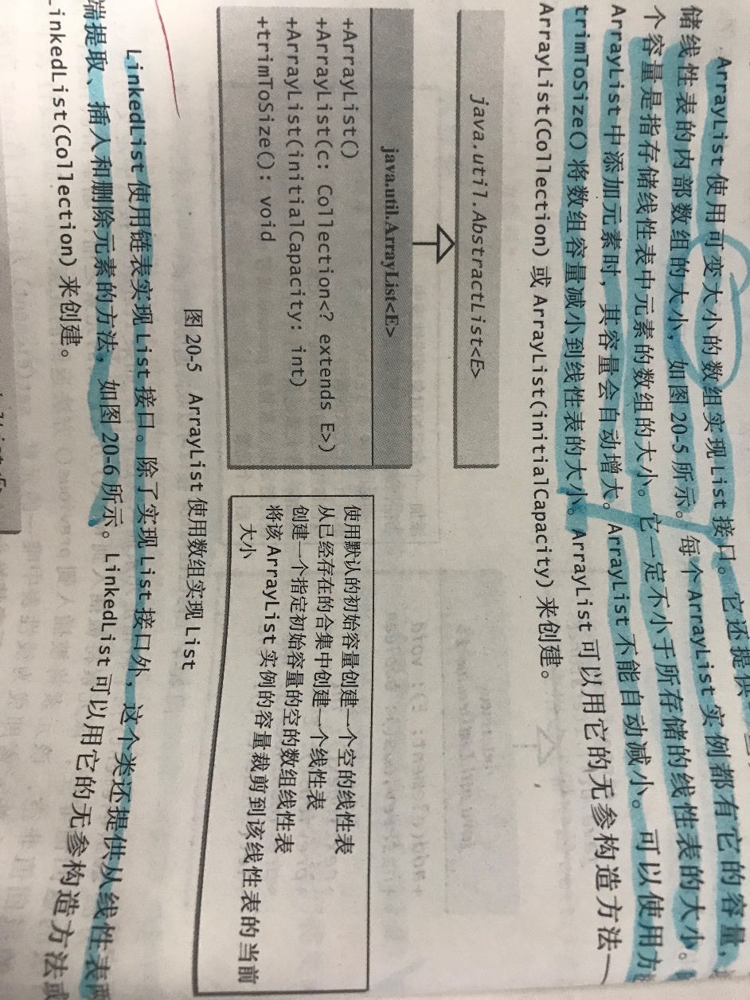 ArrayList 使用可变大小的数组实现 List 接口。它还提供
储线性表的内部数组的大小，如图 20-5 所示。每个 ArrayList 实例都有它的容量，
个容量是指存储线性表中元素的数组的大小。它一定不小于所存储的线性表的大小。
ArrayList 中添加元素时，其容量会自动增大。ArrayList 不能自动减小。可以使用方
trimToSize() 将数组容量减小到线性表的大小。ArrayList 可以用它的无参构造方法
ArrayList(Collection) 或 ArrayList(initialCapacity) 来创建。
java.util.AbstractList<E>
java.util.ArrayList<E>
+ArrayList()
+ArrayList(c: Collection<? extends E>)
+ArrayList(initialCapacity: int)
+trimToSize(): void
使用默认的初始容量创建一个空的线性表
从已经存在的合集中创建一个线性表
创建一个指定初始容量的空的数组线性表
将该 ArrayList 实例的容量裁剪到该线性表的当前
大小
图 20-5 ArrayList 使用数组实现 List
LinkedList 使用链表实现 List 接口。除了实现 List 接口外，这个类还提供从线性表两
端提取、插入和删除元素的方法，如图 20-6 所示。LinkedList 可以用它的无参构造方法或
LinkedList(Collection) 来创建。